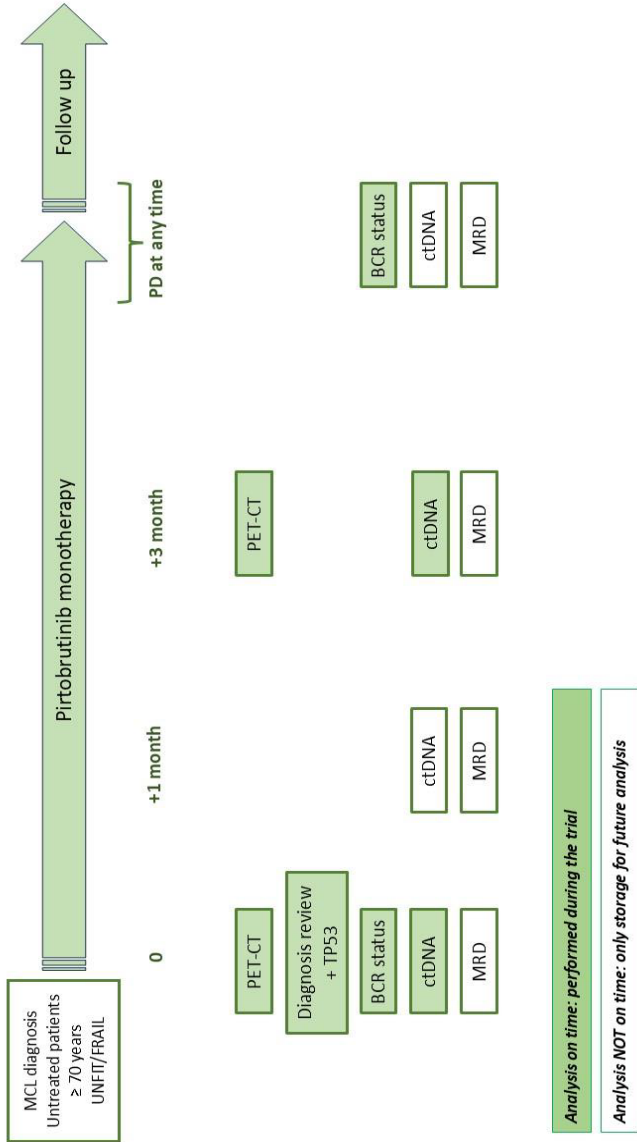 MCL diagnosis
Untreated patients
≥ 70 years
UNFIT/FRAIL
Pirtobrutinib monotherapy
Follow up
0
+1 month
+3 month
PD at any time
PET-CT
PET-CT
Diagnosis review
+ TP53
BCR status
BCR status
ctDNA
ctDNA
ctDNA
ctDNA
MRD
MRD
MRD
MRD
Analysis on time: performed during the trial
Analysis NOT on time: only storage for future analysis